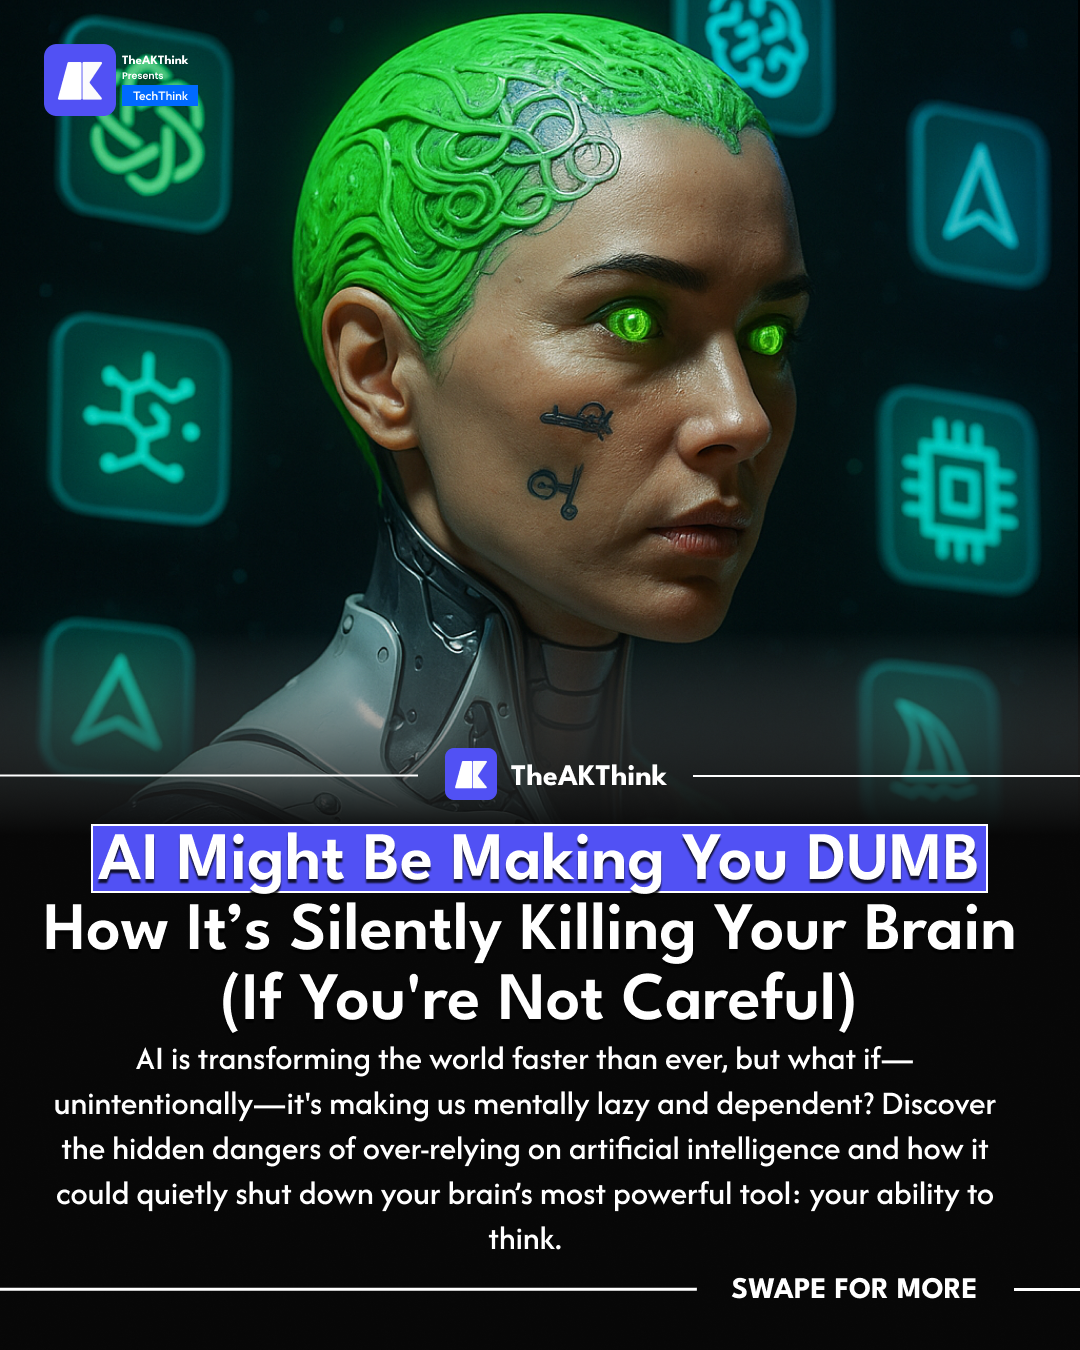 TheAKThink
Presents
TechThink
TheAKThink
AI Might Be Making You DUMB
How It’s Silently Killing Your Brain
(If You're Not Careful)
AI is transforming the world faster than ever, but what if—
unintentionally—it's making us mentally lazy and dependent? Discover
the hidden dangers of over-relying on artificial intelligence and how it
could quietly shut down your brain’s most powerful tool: your ability to
think.
SWAPE FOR MORE